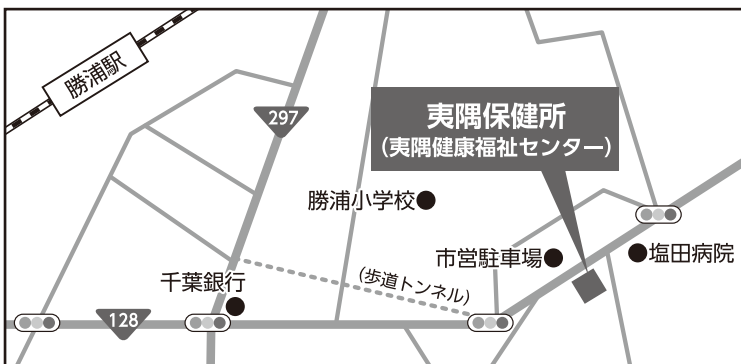 勝浦駅
297
夷隅保健所
(夷隅健康福祉センター)
勝浦小学校
市営駐車場
塩田病院
千葉銀行
(歩道トンネル)
128